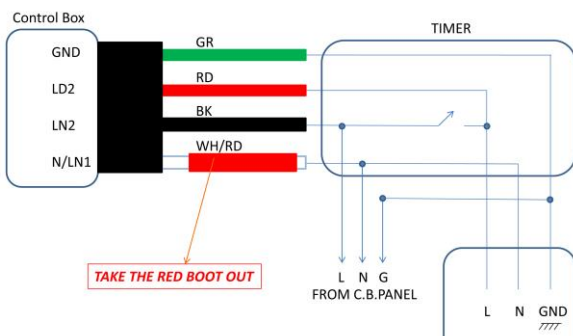 Control Box
TIMER
GND
GR
LD2
RD
LN2
BK
N/LN1
WH/RD
TAKE THE RED BOOT OUT
L N G
FROM C.B.PANEL
L N GND